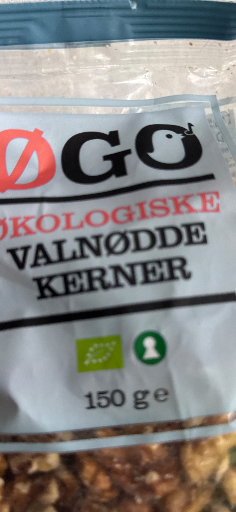 ØGO
ØKOLOGISKE
VALNØDDE
KERNER
150 g e